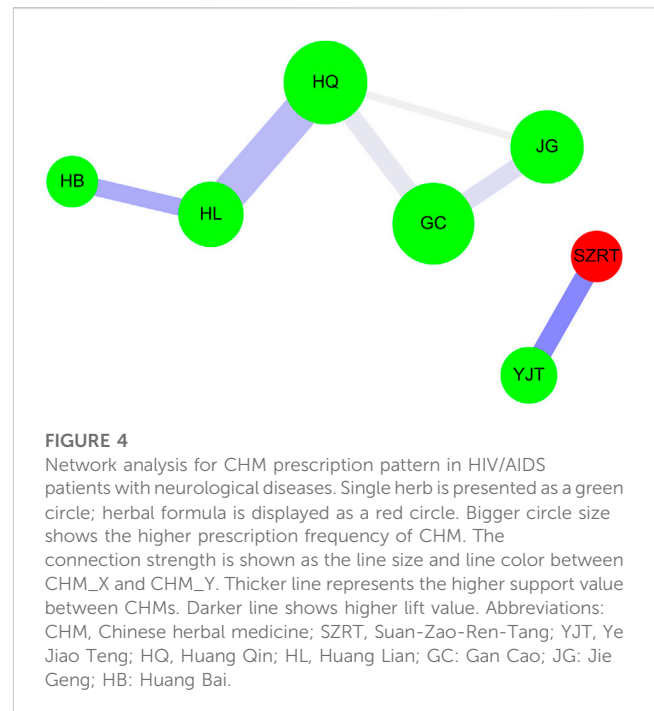 HQ
JG
HB
HL
GC
SZRT
YJT
FIGURE 4
Network analysis for CHM prescription pattern in HIV/AIDS
patients with neurological diseases. Single herb is presented as a green
circle; herbal formula is displayed as a red circle. Bigger circle size
shows the higher prescription frequency of CHM. The
connection strength is shown as the line size and line color between
CHM_X and CHM_Y. Thicker line represents the higher support value
between CHMs. Darker line shows higher lift value. Abbreviations:
CHM, Chinese herbal medicine; SZRT, Suan-Zao-Ren-Tang; YJT, Ye
Jiao Teng; HQ, Huang Qin; HL, Huang Lian; GC: Gan Cao; JG: Jie
Geng; HB: Huang Bai.